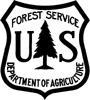 FOREST SERVICE
U S
DEPARTMENT OF AGRICULTURE